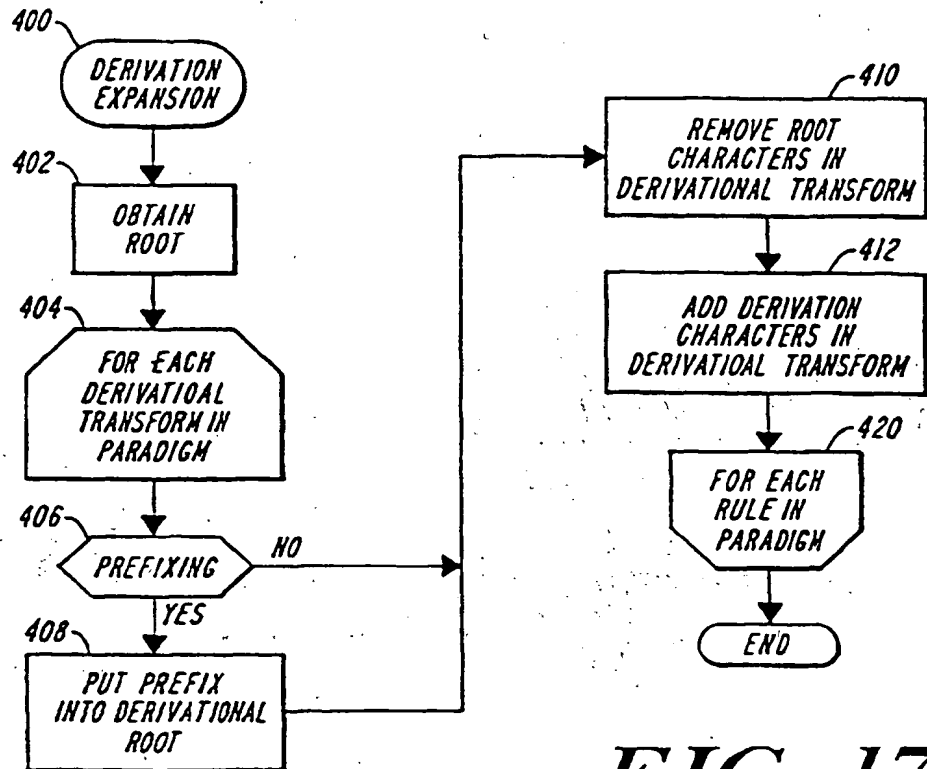 400
DERIVATION
EXPANSION
402
OBTAIN
ROOT
404
FOR EACH
DERIVATIOAL
TRANSFORM IN
PARADIGM
406
PREFIXING
NO
YES
408
PUT PREFIX
INTO DERIVATIONAL
ROOT
410
REMOVE ROOT
CHARACTERS IN
DERIVATIONAL TRANSFORM
412
ADD DERIVATION
CHARACTERS IN
DERIVATIOAL TRANSFORM
420
FOR EACH
RULE IN
PARADIGM
END
FIG. 17